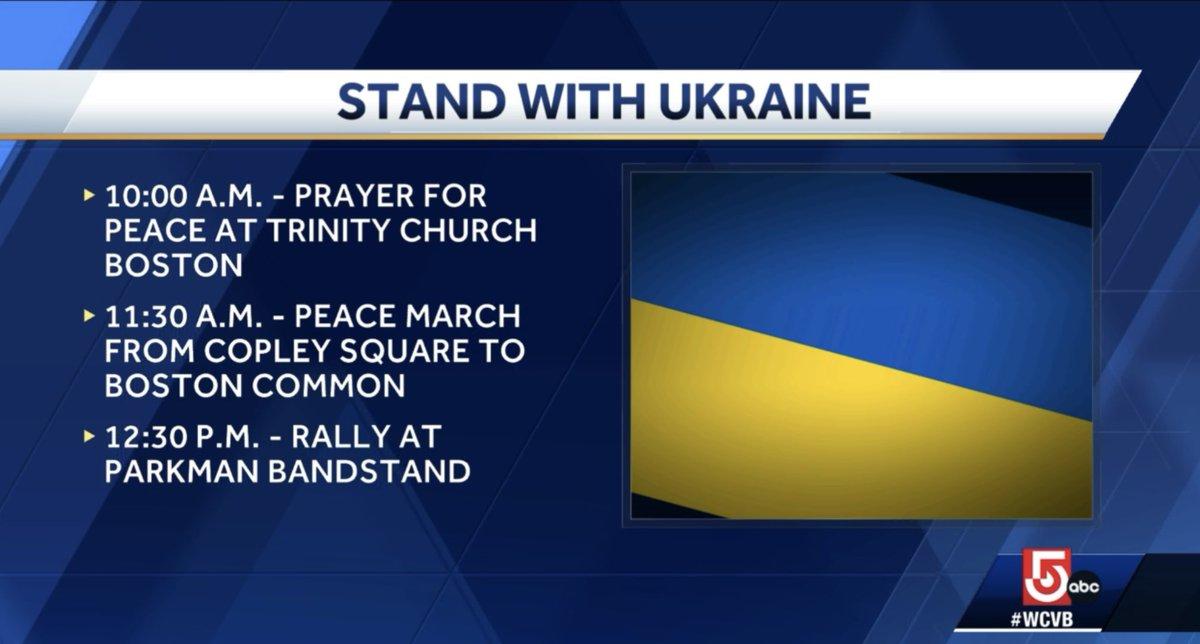 STAND WITH UKRAINE
10:00 A.M. - PRAYER FOR
PEACE AT TRINITY CHURCH
BOSTON
11:30 A.M. - PEACE MARCH
FROM COPLEY SQUARE TO
BOSTON COMMON
12:30 P.M. - RALLY AT
PARKMAN BANDSTAND
5 abc
#WCVB